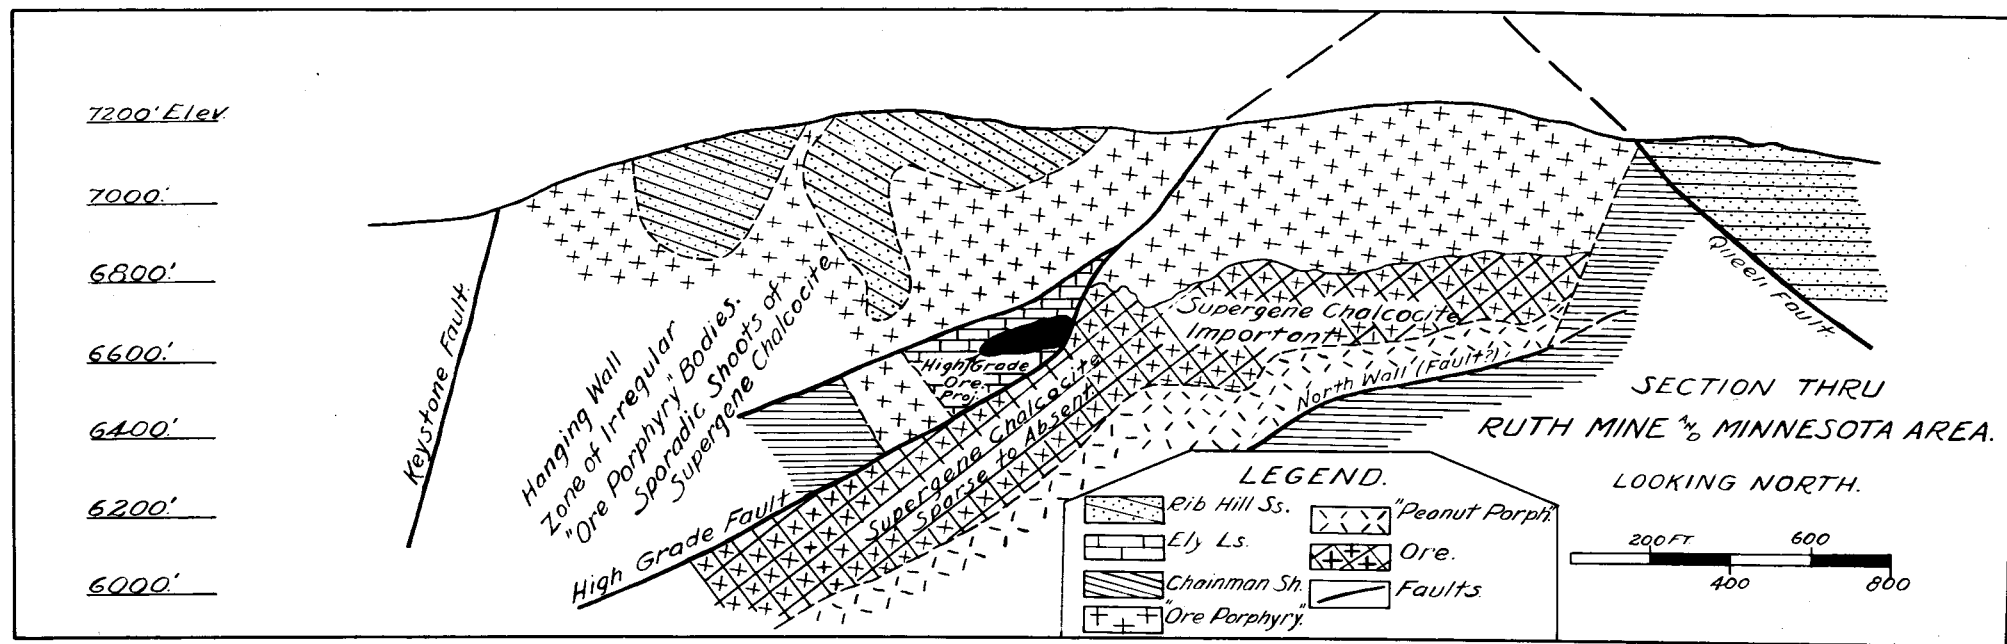 7200' Elev.
7000'
6800'
6600'
6400'
6200'
6000'
Keystone Fault.
Hanging Wall
Zone of Irregular
"Ore Porphyry" Bodies.
Sporadic Shoots of
Supergene Chalcocite
High Grade
Ore.
Proj.
High Grade Fault
Supergene Chalcocite
Sparse to Absent
Supergene Chalcocite
Important
North Wall (Fault?)
Queen Fault.
SECTION THRU
RUTH MINE AND MINNESOTA AREA.
LOOKING NORTH.
200 FT. 600
400 800
LEGEND.
Rib Hill Ss.
Ely Ls.
Chainman Sh.
"Ore Porphyry."
"Peanut Porph."
Ore.
Faults.